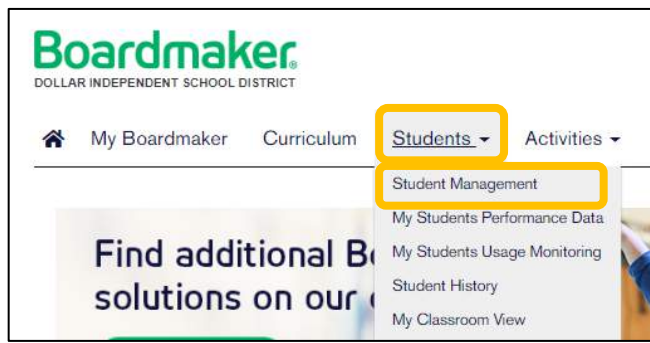 Boardmaker®
DOLLAR INDEPENDENT SCHOOL DISTRICT
My Boardmaker Curriculum Students Activities
Student Management
My Students Performance Data
My Students Usage Monitoring
Student History
My Classroom View
Find additional
solutions on our